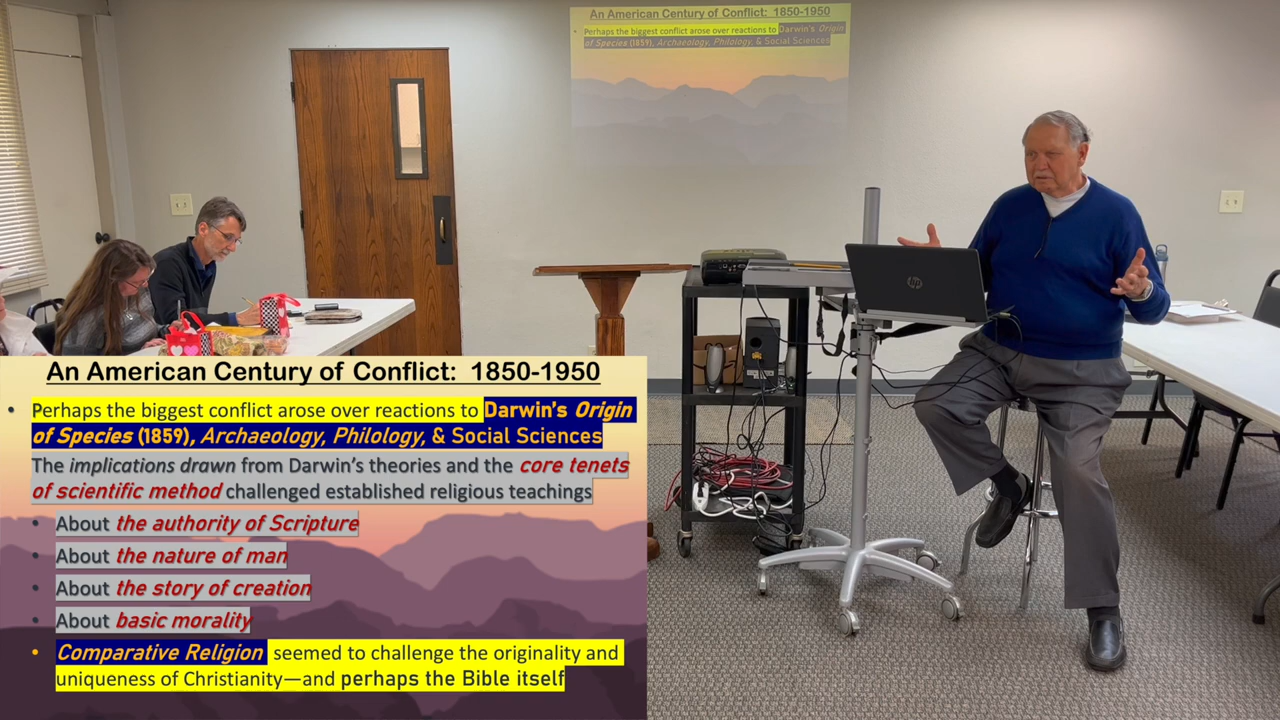 An American Century of Conflict: 1850-1950
• Perhaps the biggest conflict arose over reactions to Darwin's Origin
of Species (1859), Archaeology, Philology, & Social Sciences
hp
An American Century of Conflict: 1850-1950
• Perhaps the biggest conflict arose over reactions to Darwin's Origin
of Species (1859), Archaeology, Philology, & Social Sciences
The implications drawn from Darwin's theories and the core tenets
of scientific method challenged established religious teachings
• About the authority of Scripture
• About the nature of man
• About the story of creation
• About basic morality
• Comparative Religion seemed to challenge the originality and
uniqueness of Christianity—and perhaps the Bible itself